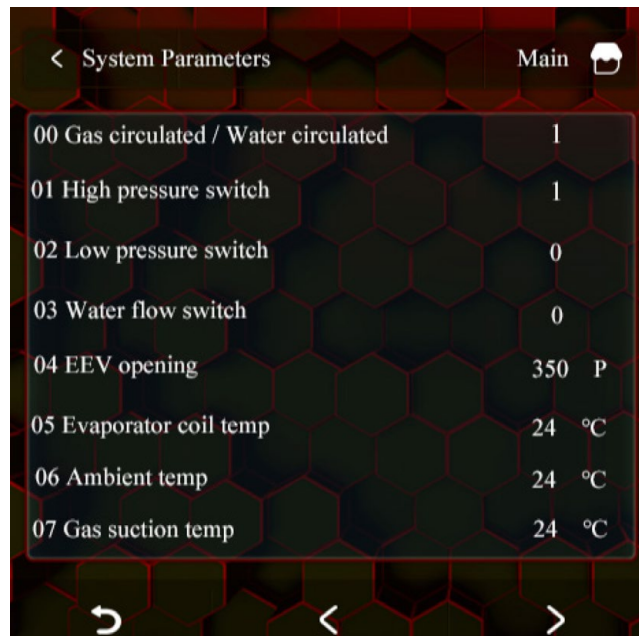 < System Parameters Main
00 Gas circulated / Water circulated 1
01 High pressure switch 1
02 Low pressure switch 0
03 Water flow switch 0
04 EEV opening 350 P
05 Evaporator coil temp 24 °C
06 Ambient temp 24 °C
07 Gas suction temp 24 °C